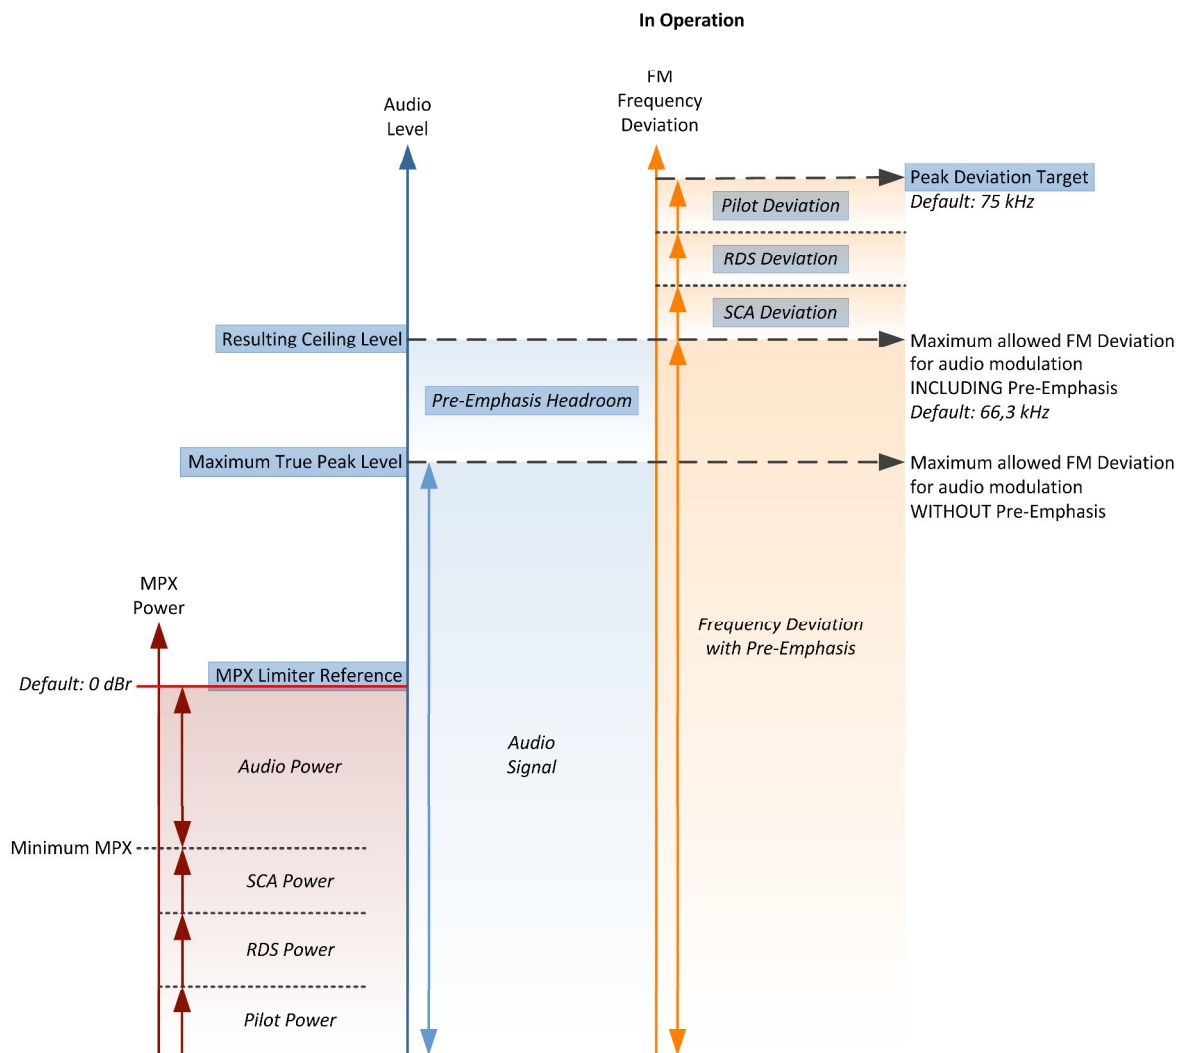 In Operation
FM
Frequency
Deviation
Audio
Level
Peak Deviation Target
Default: 75 kHz
Pilot Deviation
RDS Deviation
SCA Deviation
Resulting Ceiling Level
Maximum allowed FM Deviation
for audio modulation
INCLUDING Pre-Emphasis
Default: 66,3 kHz
Pre-Emphasis Headroom
Maximum True Peak Level
Maximum allowed FM Deviation
for audio modulation
WITHOUT Pre-Emphasis
MPX
Power
Frequency Deviation
with Pre-Emphasis
MPX Limiter Reference
Default: 0 dBr
Audio Power
Audio
Signal
Minimum MPX
SCA Power
RDS Power
Pilot Power